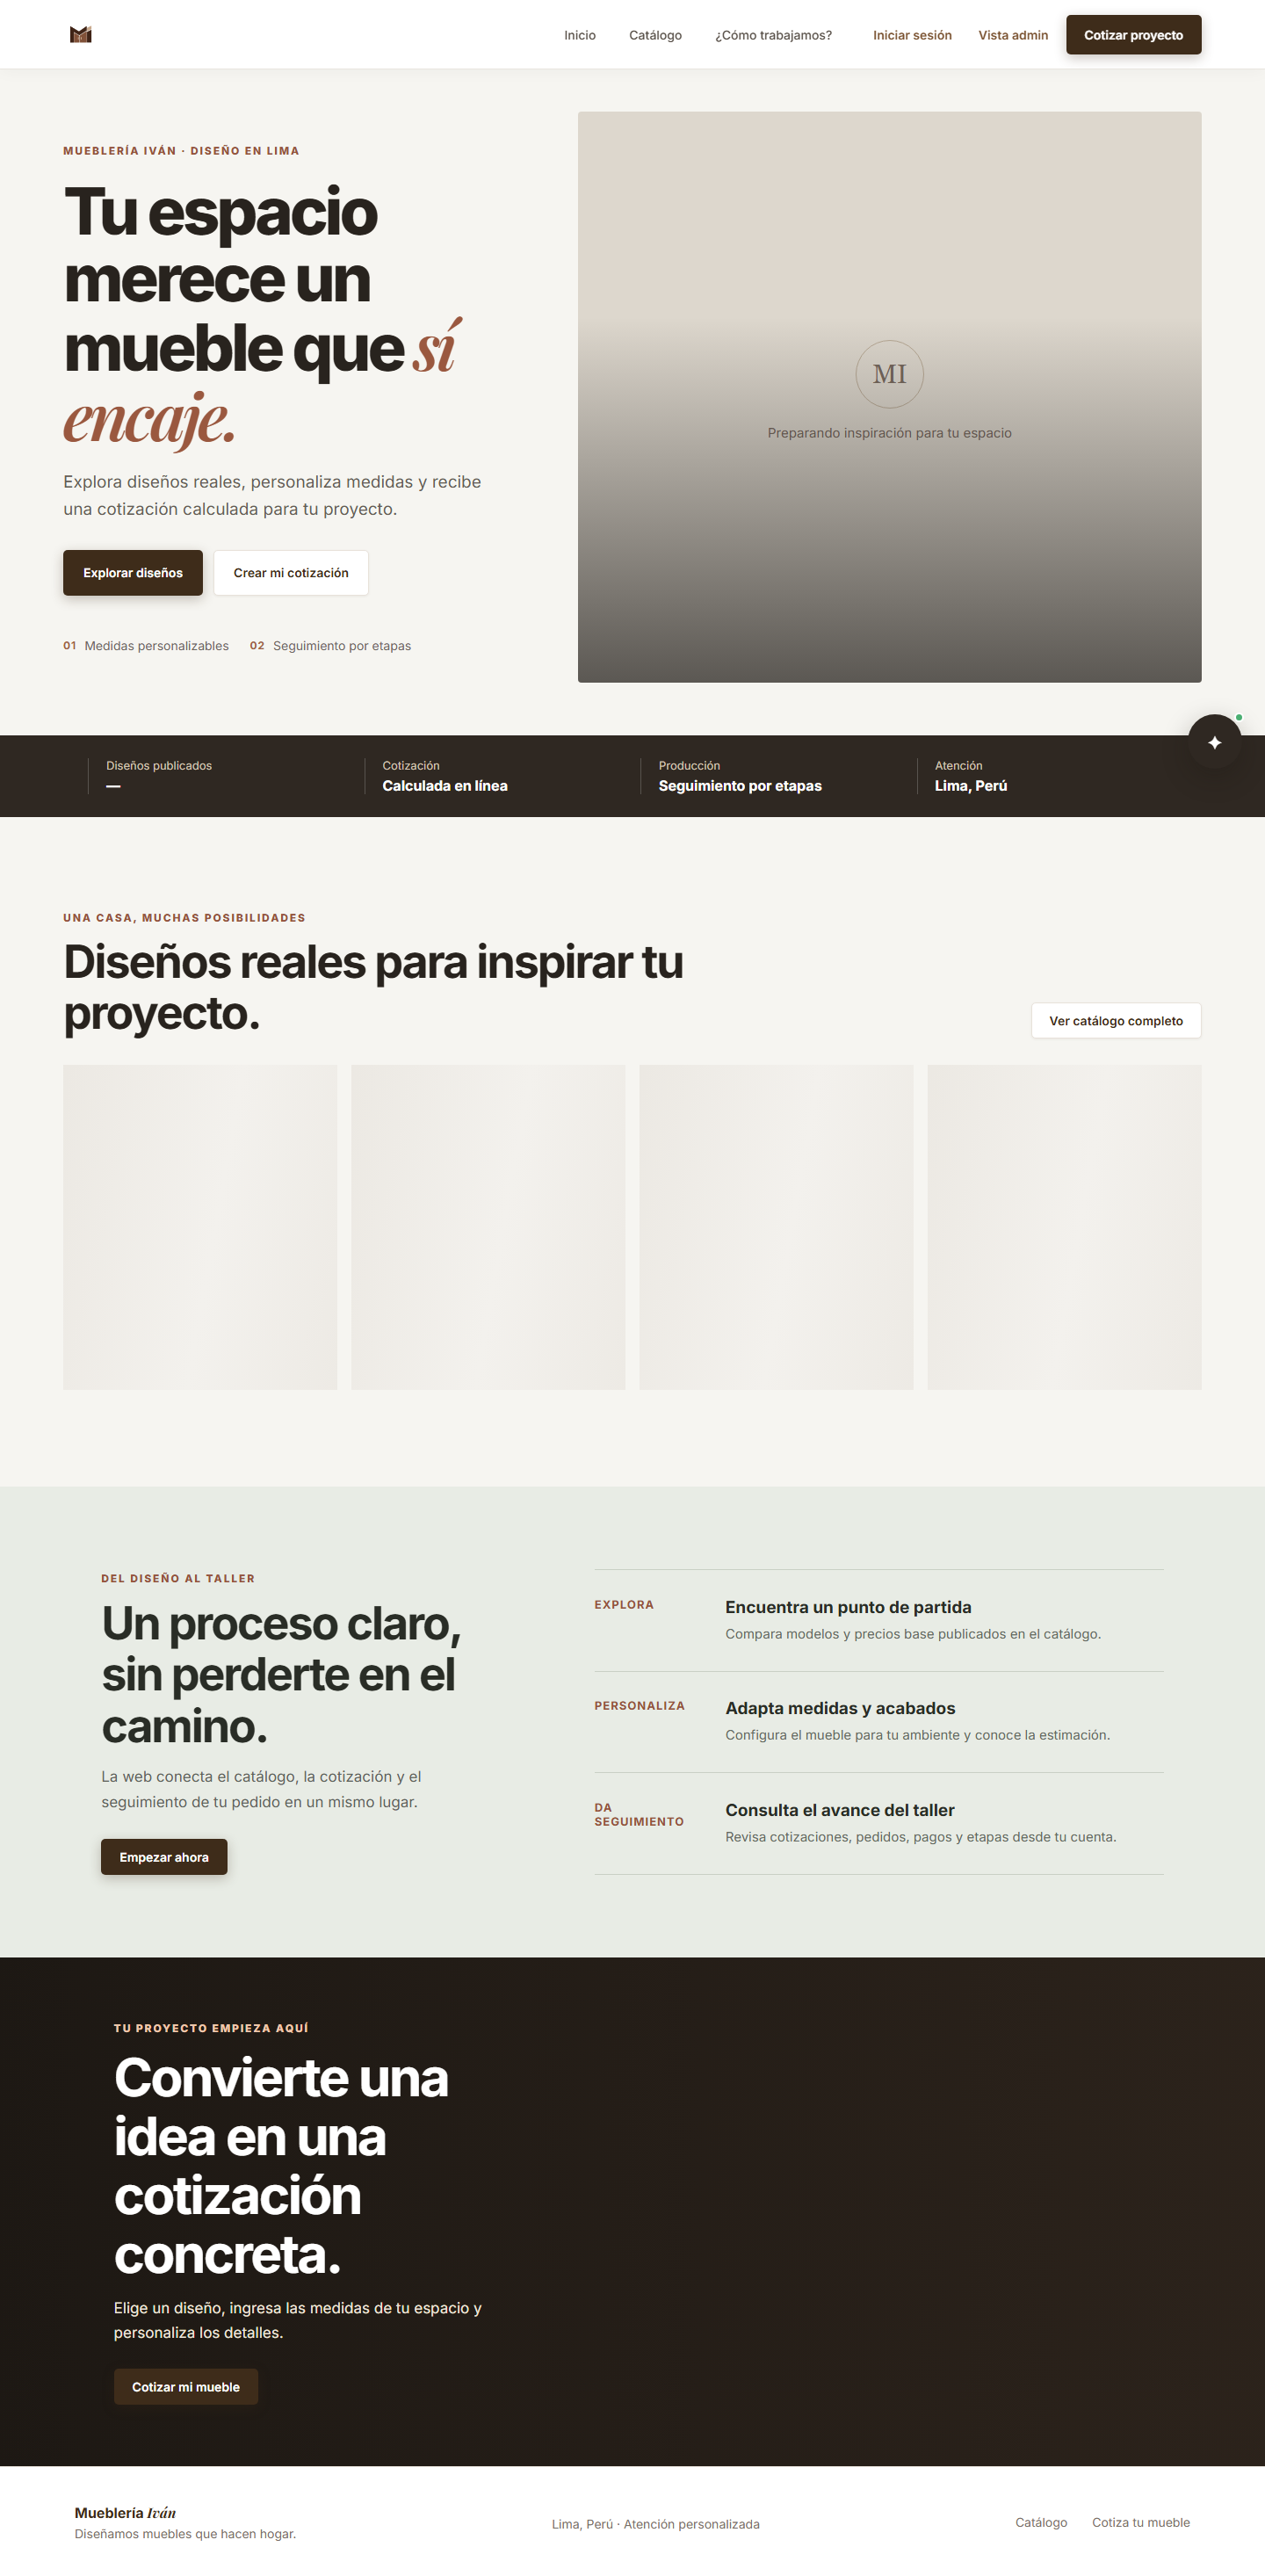 Inicio
Catálogo
¿Cómo trabajamos?
Iniciar sesión
Vista admin
Cotizar proyecto
MUEBLERÍA IVÁN · DISEÑO EN LIMA
Tu espacio
merece un
mueble que sí
encaje.
Explora diseños reales, personaliza medidas y recibe
una cotización calculada para tu proyecto.
Explorar diseños
Crear mi cotización
01 Medidas personalizables
02 Seguimiento por etapas
MI
Preparando inspiración para tu espacio
Diseños publicados
—
Cotización
Calculada en línea
Producción
Seguimiento por etapas
Atención
Lima, Perú
UNA CASA, MUCHAS POSIBILIDADES
Diseños reales para inspirar tu
proyecto.
Ver catálogo completo
DEL DISEÑO AL TALLER
Un proceso claro,
sin perderte en el
camino.
La web conecta el catálogo, la cotización y el
seguimiento de tu pedido en un mismo lugar.
Empezar ahora
EXPLORA
Encuentra un punto de partida
Compara modelos y precios base publicados en el catálogo.
PERSONALIZA
Adapta medidas y acabados
Configura el mueble para tu ambiente y conoce la estimación.
DA
SEGUIMIENTO
Consulta el avance del taller
Revisa cotizaciones, pedidos, pagos y etapas desde tu cuenta.
TU PROYECTO EMPIEZA AQUÍ
Convierte una
idea en una
cotización
concreta.
Elige un diseño, ingresa las medidas de tu espacio y
personaliza los detalles.
Cotizar mi mueble
Mueblería Iván
Diseñamos muebles que hacen hogar.
Lima, Perú · Atención personalizada
Catálogo
Cotiza tu mueble